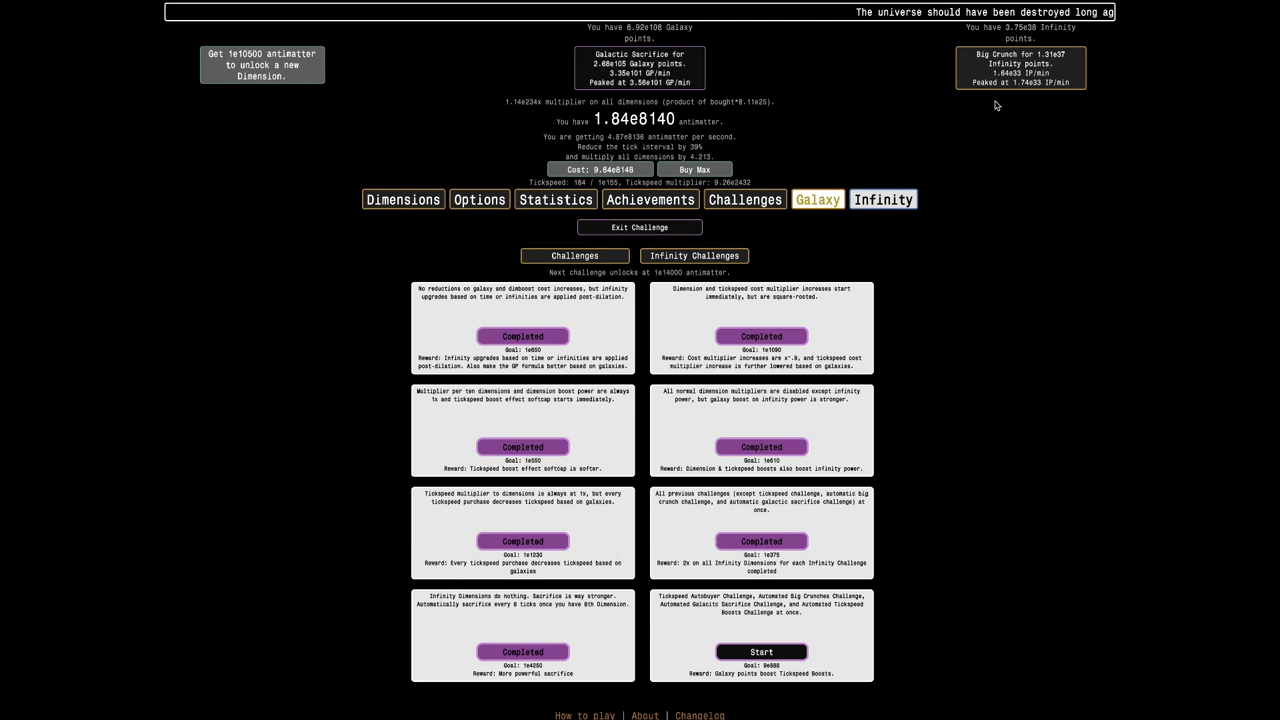 The universe should have been destroyed long ag
You have 6.92e108 Galaxy
points.
You have 3.75e38 Infinity
points.
Get 1e10500 antimatter
to unlock a new
Dimension.
Galactic Sacrifice for
2.68e105 Galaxy points.
3.35e101 GP/min
Peaked at 3.56e101 GP/min
Big Crunch for 1.31e37
Infinity points.
1.64e33 IP/min
Peaked at 1.74e33 IP/min
1.14e234x multiplier on all dimensions (product of bought*8.11e25).
You have 1.84e8140 antimatter.
You are getting 4.87e8136 antimatter per second.
Reduce the tick interval by 39%
and multiply all dimensions by 4.213.
Cost: 9.64e8148
Buy Max
Tickspeed: 184 / 1e155, Tickspeed multiplier: 9.26e2432
Dimensions
Options
Statistics
Achievements
Challenges
Galaxy
Infinity
Exit Challenge
Challenges
Infinity Challenges
Next challenge unlocks at 1e14000 antimatter.
No reductions on galaxy and dimboost cost increases, but infinity
upgrades based on time or infinities are applied post-dilation.
Completed
Goal: 1e650
Reward: Infinity upgrades based on time or infinities are applied
post-dilation. Also make the GP formula better based on galaxies.
Dimension and tickspeed cost multiplier increases start
immediately, but are square-rooted.
Completed
Goal: 1e1090
Reward: Cost multiplier increases are x^.9, and tickspeed cost
multiplier increase is further lowered based on galaxies.
Multiplier per ten dimensions and dimension boost power are always
1x and tickspeed boost effect softcap starts immediately.
Completed
Goal: 1e550
Reward: Tickspeed boost effect softcap is softer.
All normal dimension multipliers are disabled except infinity
power, but galaxy boost on infinity power is stronger.
Completed
Goal: 1e610
Reward: Dimension & tickspeed boosts also boost infinity power.
Tickspeed multiplier to dimensions is always at 1x, but every
tickspeed purchase decreases tickspeed based on galaxies.
Completed
Goal: 1e1230
Reward: Every tickspeed purchase decreases tickspeed based on
galaxies
All previous challenges (except tickspeed challenge, automatic big
crunch challenge, and automatic galactic sacrifice challenge) at
once.
Completed
Goal: 1e375
Reward: 2x on all Infinity Dimensions for each Infinity Challenge
completed
Infinity Dimensions do nothing. Sacrifice is way stronger.
Automatically sacrifice every 8 ticks once you have 8th Dimension.
Completed
Goal: 1e4250
Reward: More powerful sacrifice
Tickspeed Autobuyer Challenge, Automated Big Crunches Challenge,
Automated Galacitc Sacrifice Challenge, and Automated Tickspeed
Boosts Challenge at once.
Start
Goal: 9e888
Reward: Galaxy points boost Tickspeed Boosts.
How to play | About | Changelog